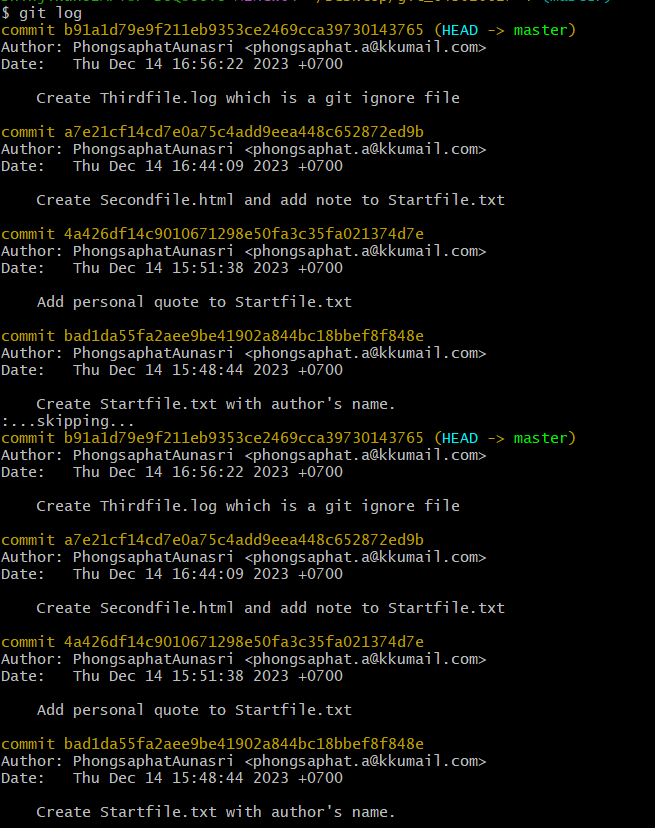 $ git log
commit b91a1d79e9f211eb9353ce2469cca39730143765 (HEAD -> master)
Author: PhongsaphatAunasri <phongsaphat.a@kkumail.com>
Date:   Thu Dec 14 16:56:22 2023 +0700
    Create Thirdfile.log which is a git ignore file
commit a7e21cf14cd7e0a75c4add9eea448c652872ed9b
Author: PhongsaphatAunasri <phongsaphat.a@kkumail.com>
Date:   Thu Dec 14 16:44:09 2023 +0700
    Create Secondfile.html and add note to Startfile.txt
commit 4a426df14c9010671298e50fa3c35fa021374d7e
Author: PhongsaphatAunasri <phongsaphat.a@kkumail.com>
Date:   Thu Dec 14 15:51:38 2023 +0700
    Add personal quote to Startfile.txt
commit bad1da55fa2aee9be41902a844bc18bbef8f848e
Author: PhongsaphatAunasri <phongsaphat.a@kkumail.com>
Date:   Thu Dec 14 15:48:44 2023 +0700
    Create Startfile.txt with author's name.
:...skipping...
commit b91a1d79e9f211eb9353ce2469cca39730143765 (HEAD -> master)
Author: PhongsaphatAunasri <phongsaphat.a@kkumail.com>
Date:   Thu Dec 14 16:56:22 2023 +0700
    Create Thirdfile.log which is a git ignore file
commit a7e21cf14cd7e0a75c4add9eea448c652872ed9b
Author: PhongsaphatAunasri <phongsaphat.a@kkumail.com>
Date:   Thu Dec 14 16:44:09 2023 +0700
    Create Secondfile.html and add note to Startfile.txt
commit 4a426df14c9010671298e50fa3c35fa021374d7e
Author: PhongsaphatAunasri <phongsaphat.a@kkumail.com>
Date:   Thu Dec 14 15:51:38 2023 +0700
    Add personal quote to Startfile.txt
commit bad1da55fa2aee9be41902a844bc18bbef8f848e
Author: PhongsaphatAunasri <phongsaphat.a@kkumail.com>
Date:   Thu Dec 14 15:48:44 2023 +0700
    Create Startfile.txt with author's name.